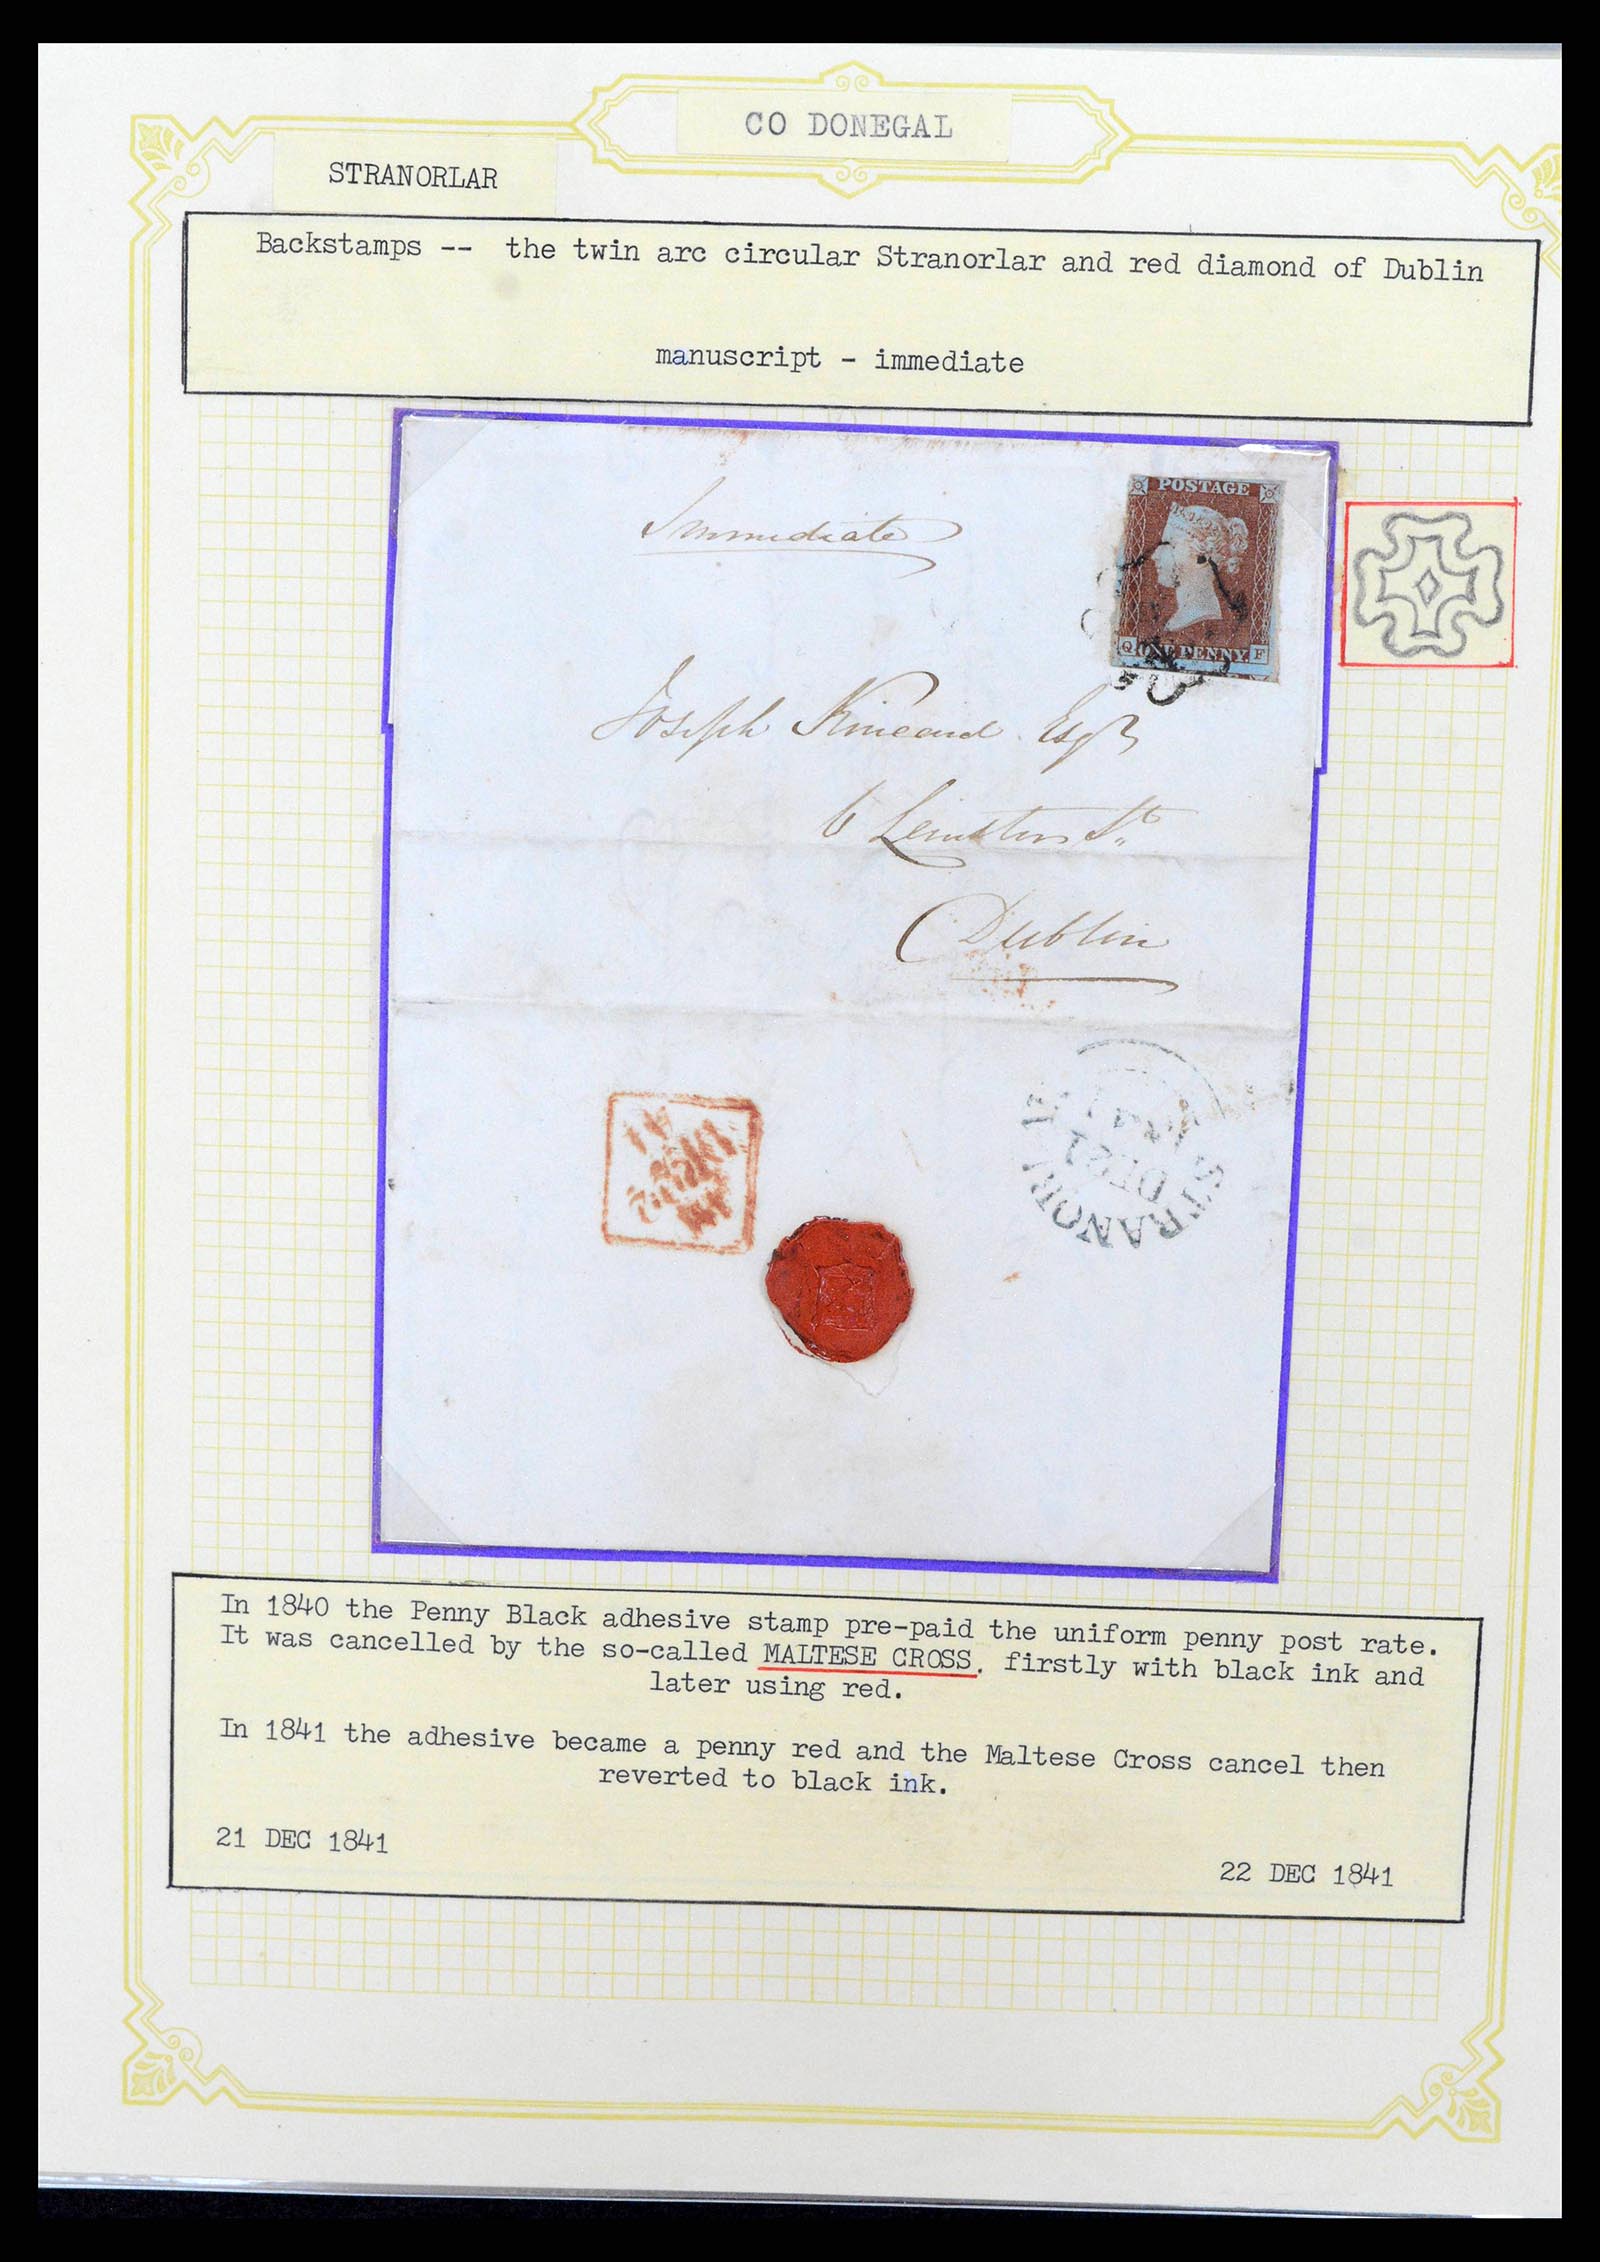 CO DONEGAL
STRANORLAR
Backstamps -- the twin arc circular Stranorlar and red diamond of Dublin
manuscript - immediate
Immediate
POSTAGE
Q ONE PENNY F
Joseph Kincaid Esqr
6 Leinster St.
Dublin
STRANORL
DE 21
In 1840 the Penny Black adhesive stamp pre-paid the uniform penny post rate.
It was cancelled by the so-called MALTESE CROSS. firstly with black ink and
later using red.
In 1841 the adhesive became a penny red and the Maltese Cross cancel then
reverted to black ink.
21 DEC 1841
22 DEC 1841